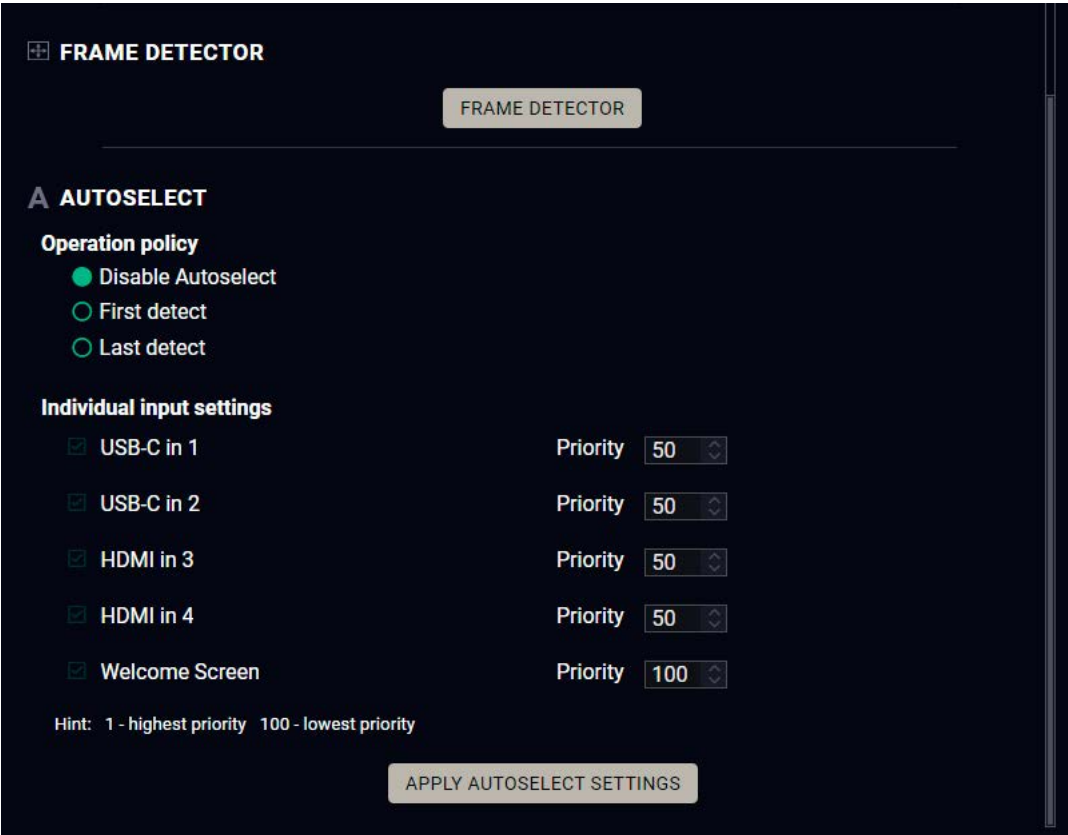 FRAME DETECTOR
FRAME DETECTOR
A AUTOSELECT
Operation policy
Disable Autoselect
First detect
Last detect
Individual input settings
USB-C in 1 Priority 50
USB-C in 2 Priority 50
HDMI in 3 Priority 50
HDMI in 4 Priority 50
Welcome Screen Priority 100
Hint: 1 - highest priority 100 - lowest priority
APPLY AUTOSELECT SETTINGS